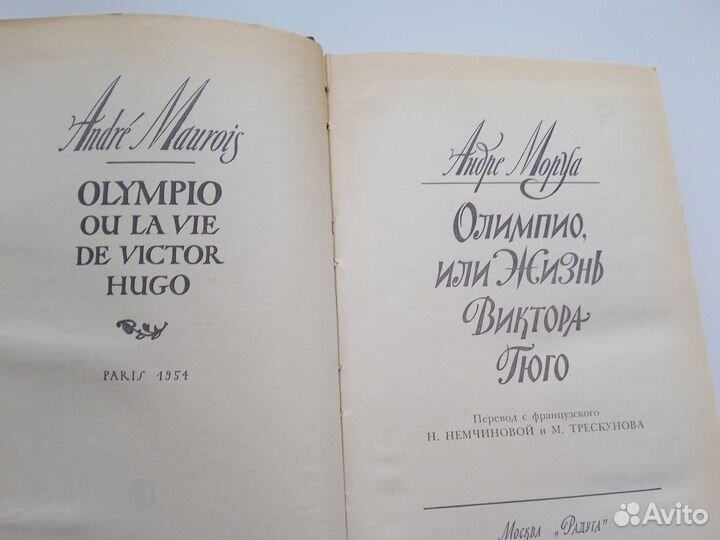 André Maurois
OLYMPIO
OU LA VIE
DE VICTOR
HUGO
PARIS 1954
Андре Моруа
Олимпио,
или Жизнь
Виктора
Гюго
Перевод с французского
Н. НЕМЧИНОВОЙ и М. ТРЕСКУНОВА
Москва „Радуга"
Avito